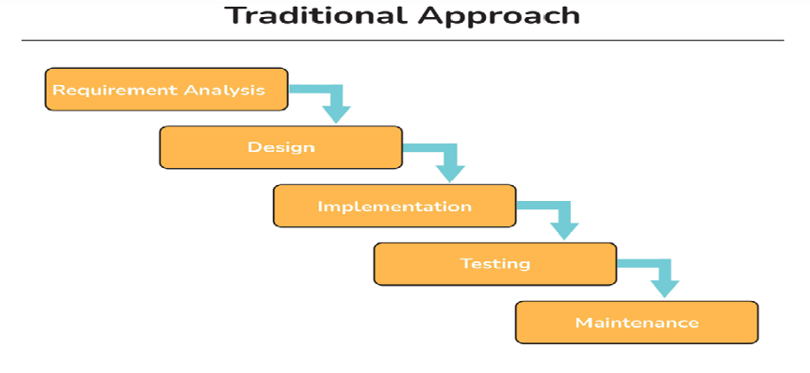 Traditional Approach
Requirement Analysis
Design
Implementation
Testing
Maintenance